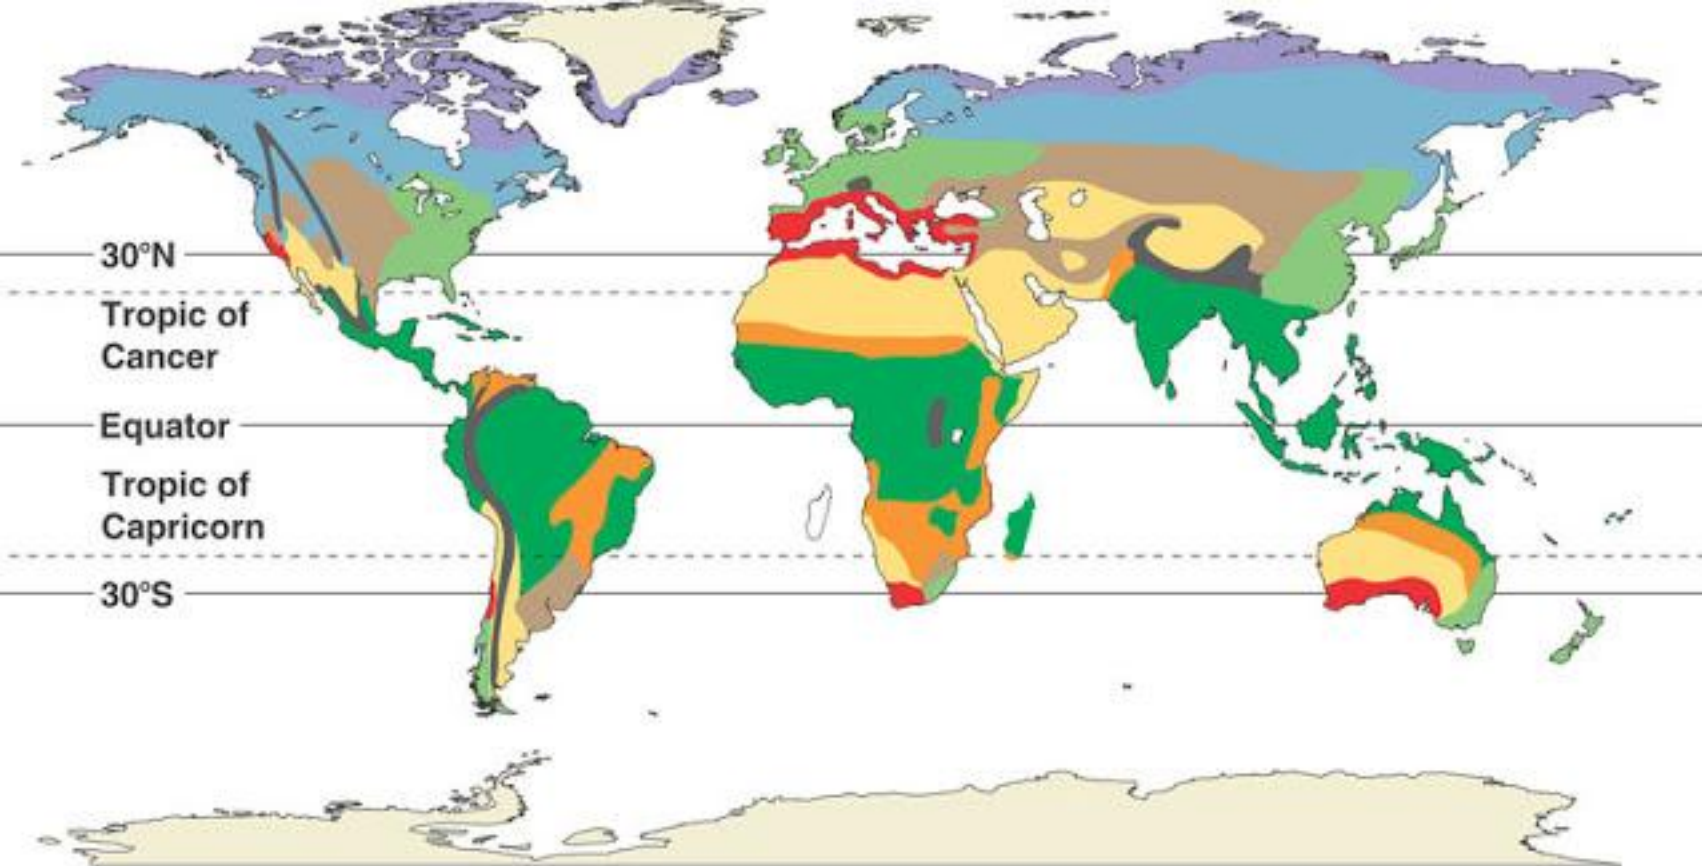 30°N
Tropic of
Cancer
Equator
Tropic of
Capricorn
30°S